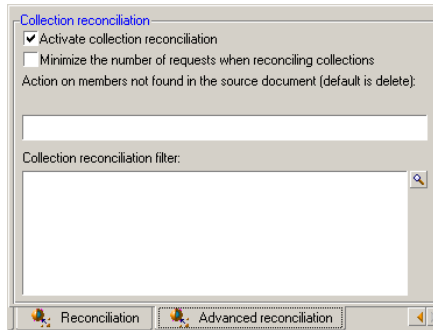 Collection reconciliation
Activate collection reconciliation
Minimize the number of requests when reconciling collections
Action on members not found in the source document (default is delete):
Collection reconciliation filter:
Reconciliation
Advanced reconciliation